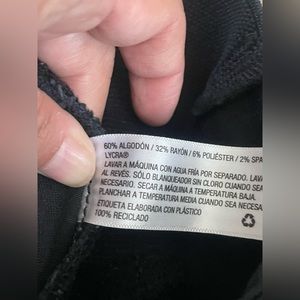 60% ALGODÓN / 32% RAYÓN / 6% POLIÉSTER / 2% SPA
LYCRA®
LAVAR A MÁQUINA CON AGUA FRÍA POR SEPARADO. LAV
AL REVÉS. SÓLO BLANQUEADOR SIN CLORO CUANDO SEA
NECESARIO. SECAR A MÁQUINA A TEMPERATURA BAJA.
PLANCHAR A TEMPERATURA MEDIA CUANDO SEA NECESA
ETIQUETA ELABORADA CON PLÁSTICO
100% RECICLADO